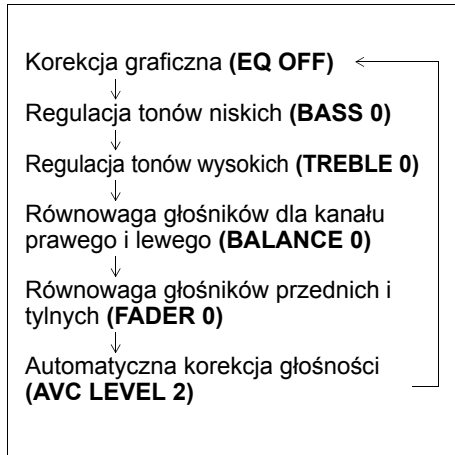 Korekcja graficzna (EQ OFF)
Regulacja tonów niskich (BASS 0)
Regulacja tonów wysokich (TREBLE 0)
Równowaga głośników dla kanału
prawego i lewego (BALANCE 0)
Równowaga głośników przednich i
tylnych (FADER 0)
Automatyczna korekcja głośności
(AVC LEVEL 2)